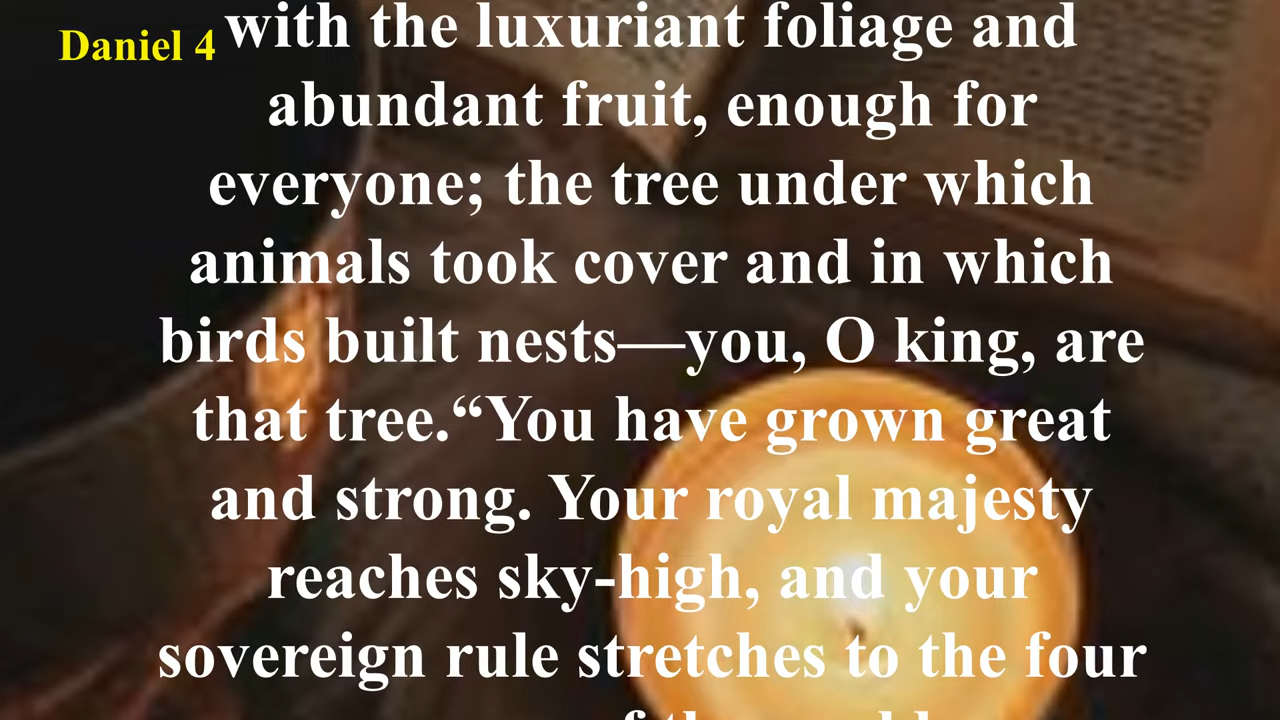 Daniel 4
with the luxuriant foliage and
abundant fruit, enough for
everyone; the tree under which
animals took cover and in which
birds built nests—you, O king, are
that tree.“You have grown great
and strong. Your royal majesty
reaches sky-high, and your
sovereign rule stretches to the four